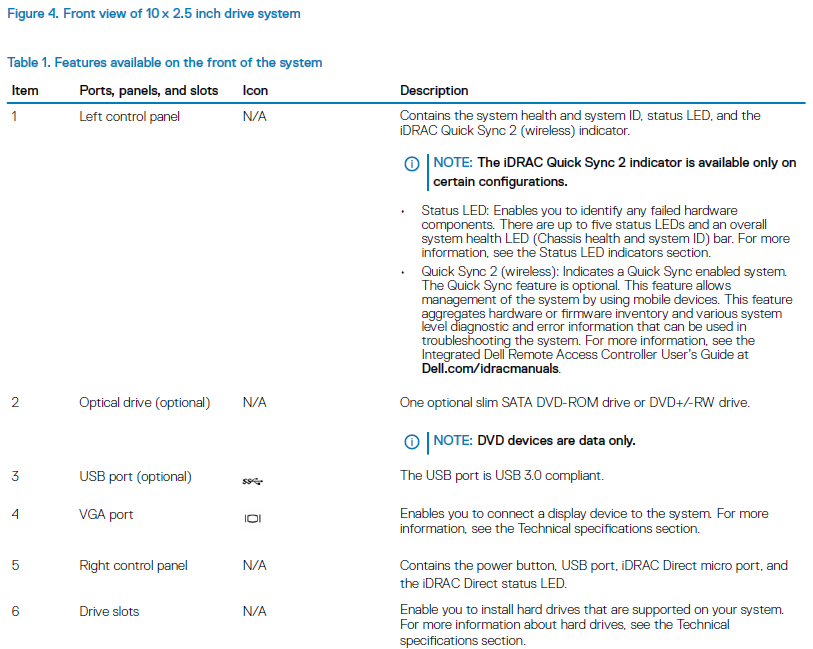 Figure 4. Front view of 10 x 2.5 inch drive system
Table 1. Features available on the front of the system
Item Ports, panels, and slots Icon Description
1 Left control panel N/A Contains the system health and system ID, status LED, and the
iDRAC Quick Sync 2 (wireless) indicator.
NOTE: The iDRAC Quick Sync 2 indicator is available only on
certain configurations.
• Status LED: Enables you to identify any failed hardware
components. There are up to five status LEDs and an overall
system health LED (Chassis health and system ID) bar. For more
information, see the Status LED indicators section.
• Quick Sync 2 (wireless): Indicates a Quick Sync enabled system.
The Quick Sync feature is optional. This feature allows
management of the system by using mobile devices. This feature
aggregates hardware or firmware inventory and various system
level diagnostic and error information that can be used in
troubleshooting the system. For more information, see the
Integrated Dell Remote Access Controller User's Guide at
Dell.com/idracmanuals.
2 Optical drive (optional) N/A One optional slim SATA DVD-ROM drive or DVD+/-RW drive.
NOTE: DVD devices are data only.
3 USB port (optional) The USB port is USB 3.0 compliant.
4 VGA port Enables you to connect a display device to the system. For more
information, see the Technical specifications section.
5 Right control panel N/A Contains the power button, USB port, iDRAC Direct micro port, and
the iDRAC Direct status LED.
6 Drive slots N/A Enable you to install hard drives that are supported on your system.
For more information about hard drives, see the Technical
specifications section.